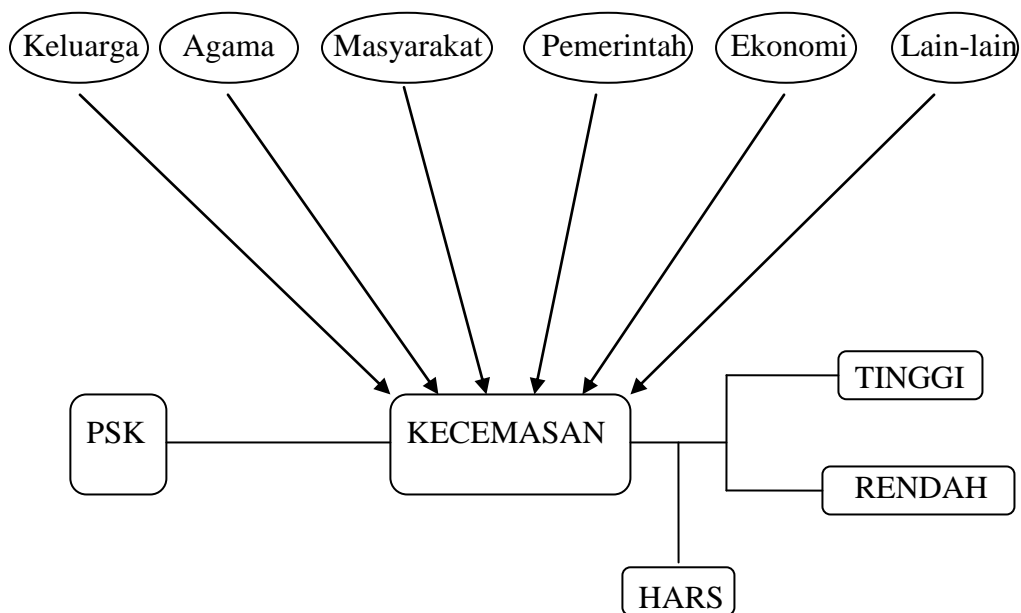 Keluarga
Agama
Masyarakat
Pemerintah
Ekonomi
Lain-lain
TINGGI
PSK
KECEMASAN
RENDAH
HARS